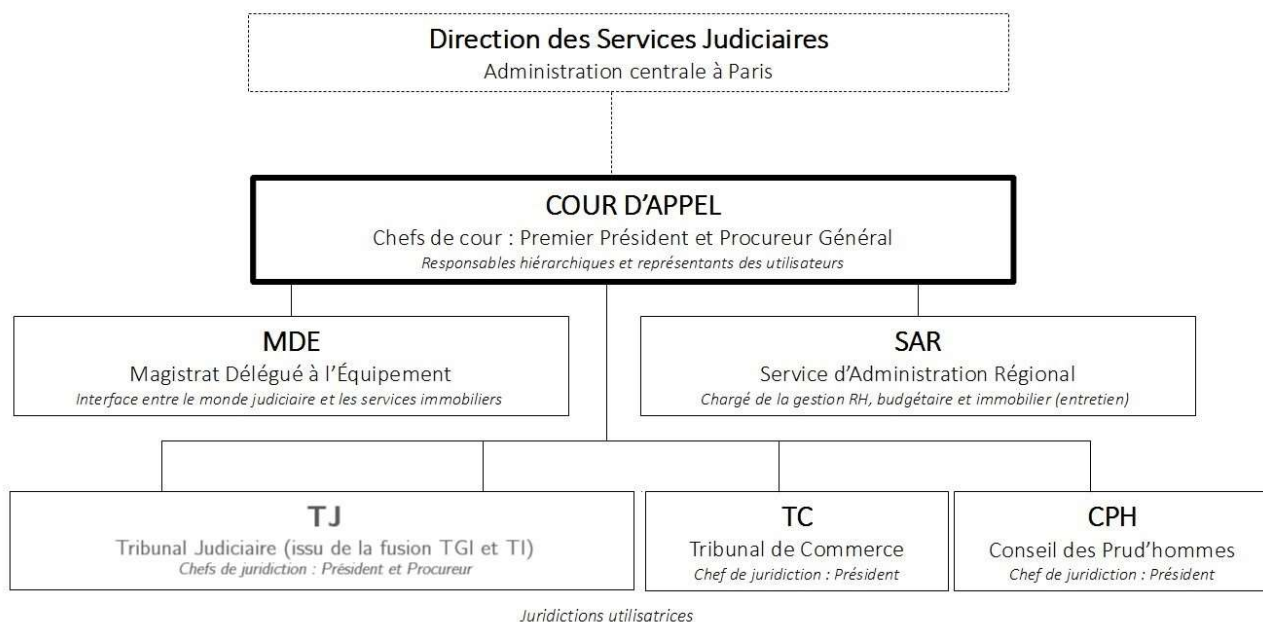 Direction des Services Judiciaires
Administration centrale à Paris
COUR D'APPEL
Chefs de cour : Premier Président et Procureur Général
Responsables hiérarchiques et représentants des utilisateurs
MDE
Magistrat Délégué à l'Équipement
Interface entre le monde judiciaire et les services immobiliers
SAR
Service d'Administration Régional
Chargé de la gestion RH, budgétaire et immobilier (entretien)
TJ
Tribunal Judiciaire (issu de la fusion TGI et TI)
Chefs de juridiction : Président et Procureur
TC
Tribunal de Commerce
Chef de juridiction : Président
CPH
Conseil des Prud'hommes
Chef de juridiction : Président
Juridictions utilisatrices